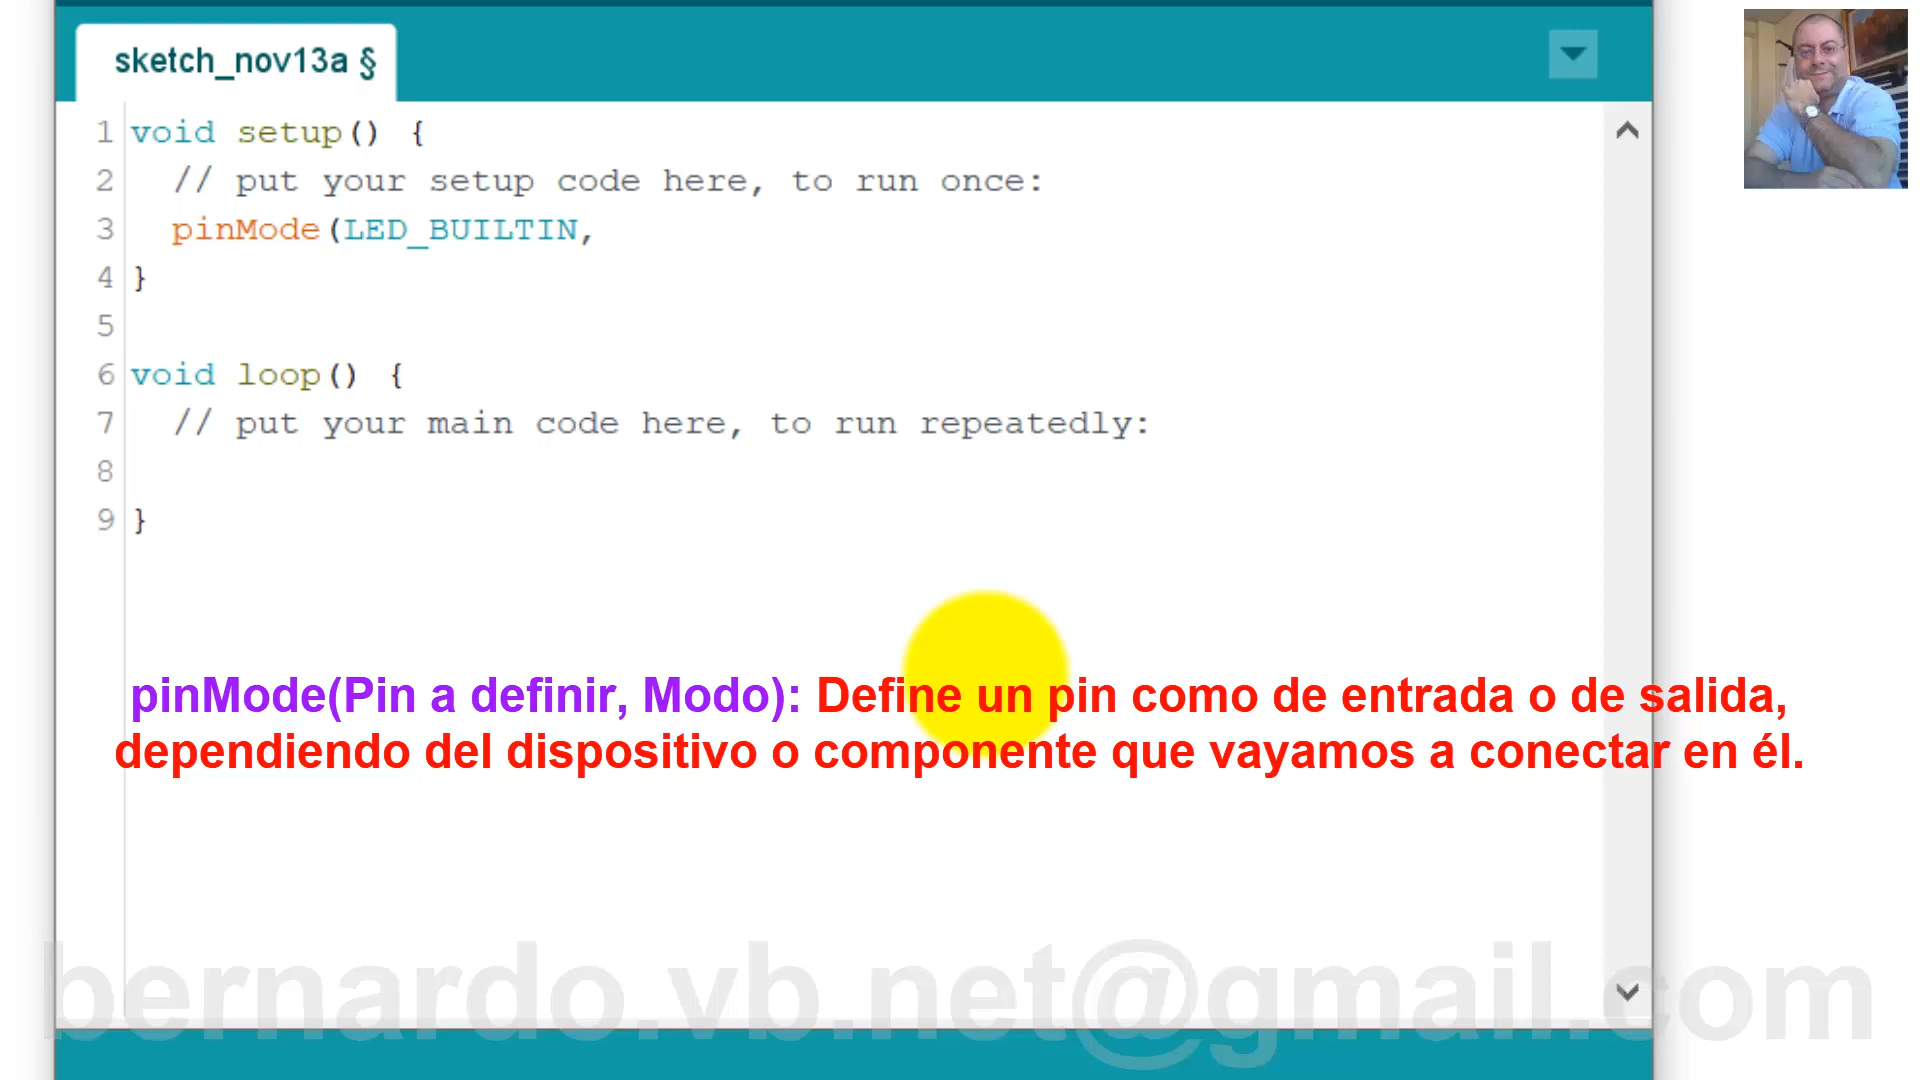 sketch_nov13a §
1 void setup() {
2 // put your setup code here, to run once:
3 pinMode(LED_BUILTIN,
4 }
5
6 void loop() {
7 // put your main code here, to run repeatedly:
8
9 }
pinMode(Pin a definir, Modo): Define un pin como de entrada o de salida,
dependiendo del dispositivo o componente que vayamos a conectar en él.
bernardo.vb.net@gmail.com